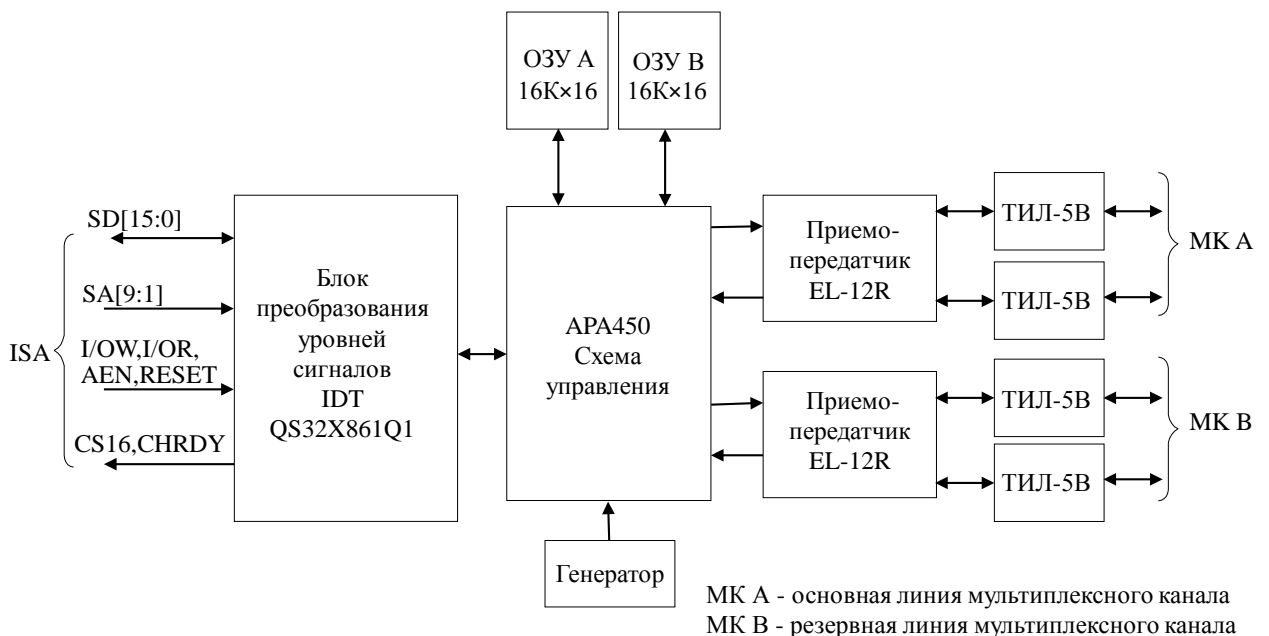 ОЗУ А
16К×16
ОЗУ В
16К×16
SD[15:0]
SA[9:1]
I/OW,I/OR,
AEN,RESET
CS16,CHRDY
ISA
Блок
преобразования
уровней
сигналов
IDT
QS32X861Q1
APA450
Схема
управления
Генератор
Приемо-
передатчик
EL-12R
Приемо-
передатчик
EL-12R
ТИЛ-5В
ТИЛ-5В
ТИЛ-5В
ТИЛ-5В
МК А
МК В
МК А - основная линия мультиплексного канала
МК В - резервная линия мультиплексного канала